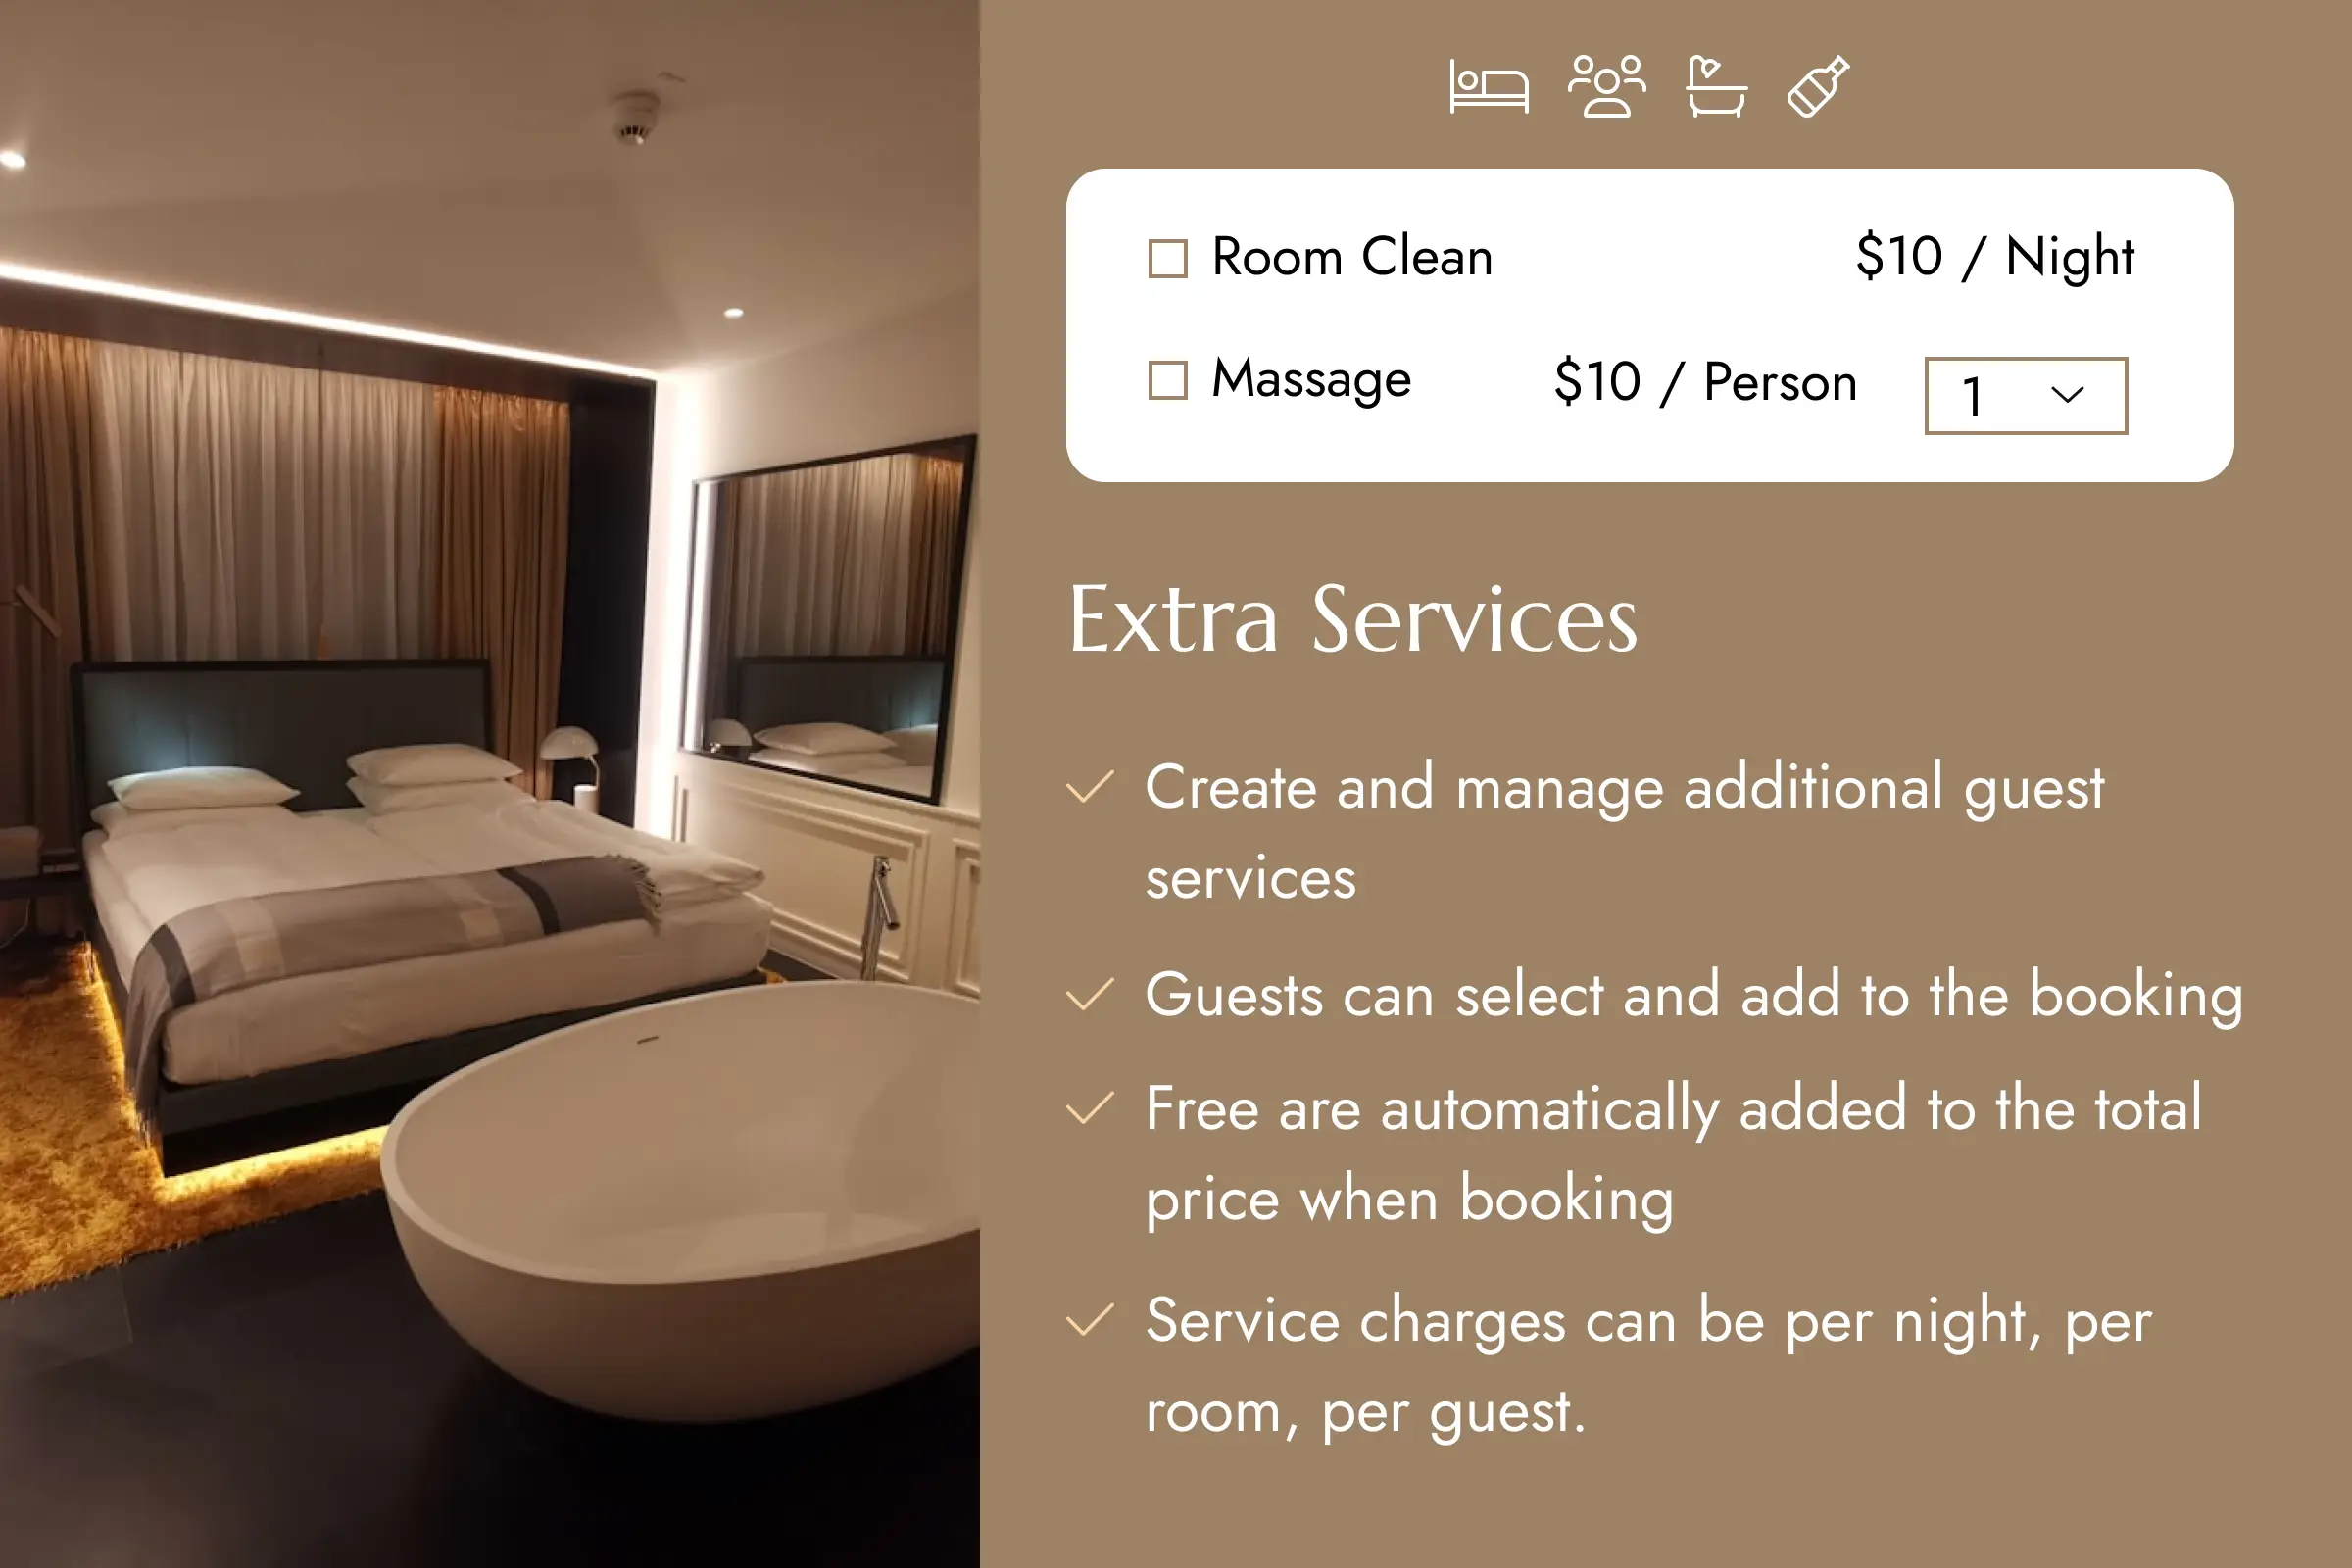 Room Clean $10 / Night
Massage $10 / Person 1
Extra Services
Create and manage additional guest
services
Guests can select and add to the booking
Free are automatically added to the total
price when booking
Service charges can be per night, per
room, per guest.